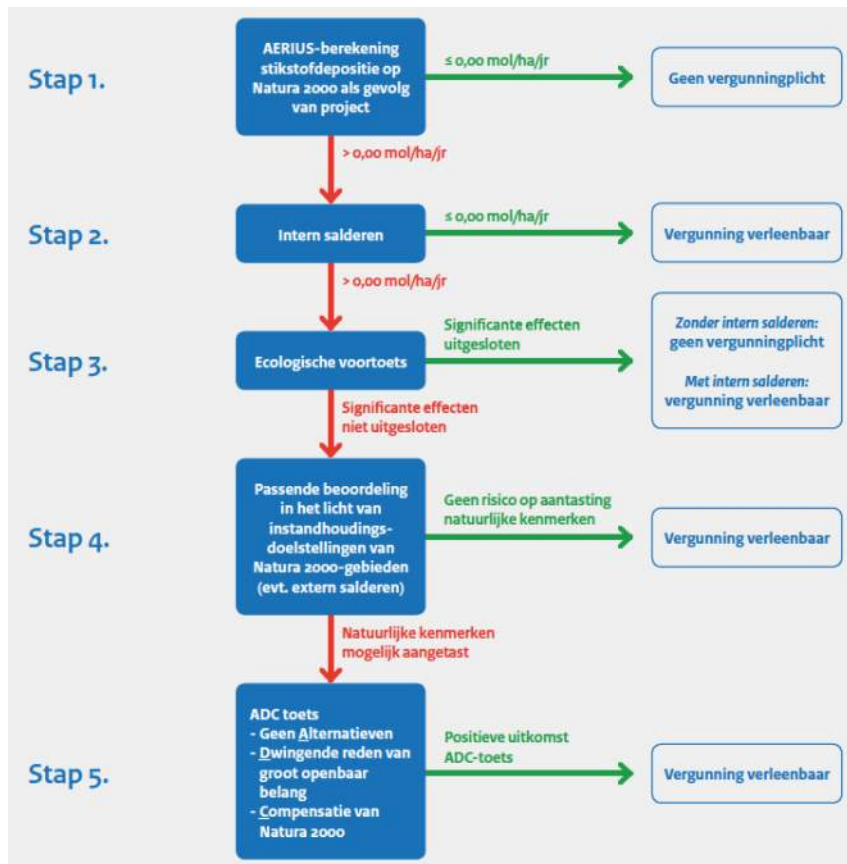 Stap 1.
AERIUS-berekening
stikstofdepositie op
Natura 2000 als gevolg
van project
≤ 0,00 mol/ha/jr
Geen vergunningplicht
> 0,00 mol/ha/jr
Stap 2.
Intern salderen
≤ 0,00 mol/ha/jr
Vergunning verleenbaar
> 0,00 mol/ha/jr
Stap 3.
Ecologische voortoets
Significante effecten
uitgesloten
Zonder intern salderen:
geen vergunningplicht
Met intern salderen:
vergunning verleenbaar
Significante effecten
niet uitgesloten
Stap 4.
Passende beoordeling
in het licht van
instandhoudings-
doelstellingen van
Natura 2000-gebieden
(evt. extern salderen)
Geen risico op aantasting
natuurlijke kenmerken
Vergunning verleenbaar
Natuurlijke kenmerken
mogelijk aangetast
Stap 5.
ADC toets
- Geen Alternatieven
- Dwingende reden van
groot openbaar
belang
- Compensatie van
Natura 2000
Positieve uitkomst
ADC-toets
Vergunning verleenbaar